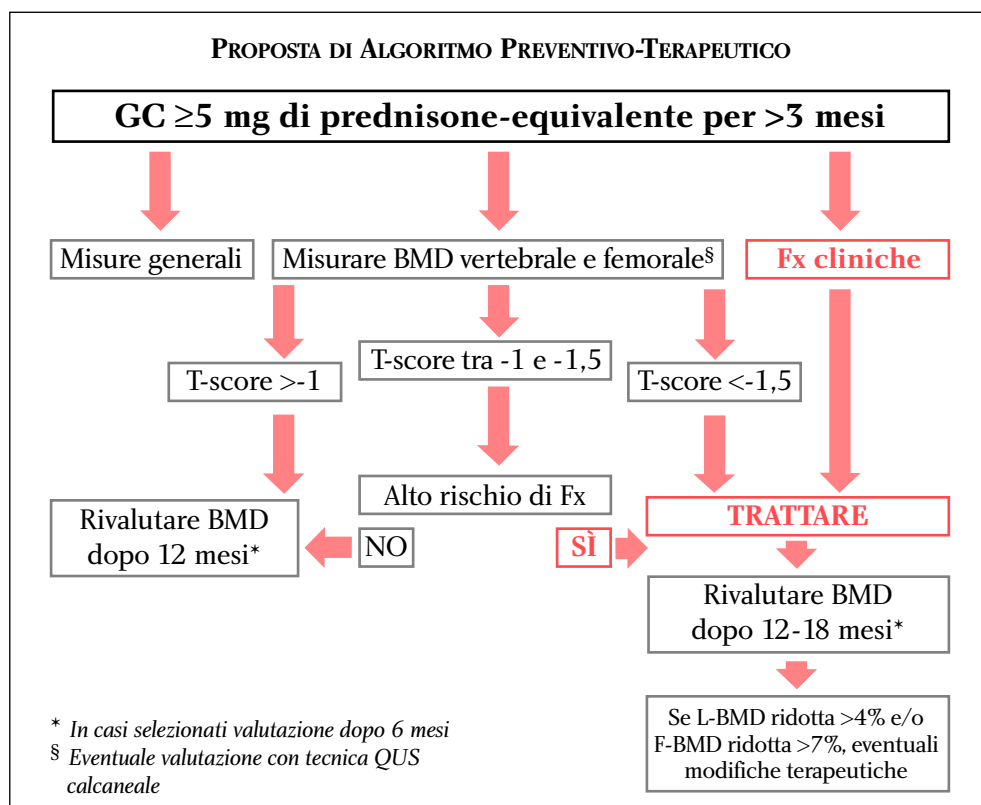 PROPOSTA DI ALGORITMO PREVENTIVO-TERAPEUTICO
GC ≥5 mg di prednisone-equivalente per >3 mesi
Misure generali
Misurare BMD vertebrale e femorale§
Fx cliniche
T-score >-1
T-score tra -1 e -1,5
T-score <-1,5
Alto rischio di Fx
Rivalutare BMD
dopo 12 mesi*
NO
SÌ
TRATTARE
Rivalutare BMD
dopo 12-18 mesi*
Se L-BMD ridotta >4% e/o
F-BMD ridotta >7%, eventuali
modifiche terapeutiche
* In casi selezionati valutazione dopo 6 mesi
§ Eventuale valutazione con tecnica QUS
calcaneale